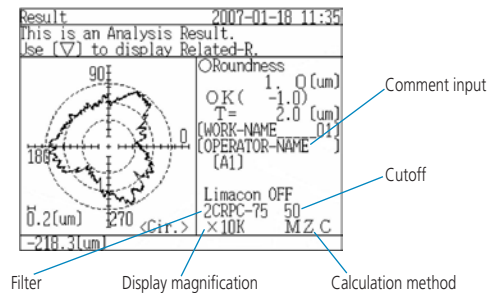 Result 2007-01-18 11:35
This is an Analysis Result.
Use [▽] to display Related-R.
90
180
0
270
0.2[um]
<Cir.>
○Roundness
1. 0[um]
OK( -1.0)
T= 2.0 [um]
[WORK-NAME____01]
[OPERATOR-NAME ]
[A1]
Limacon OFF
2CRPC-75 50
×10K MZC
-218.3[um]
Comment input
Cutoff
Filter
Display magnification
Calculation method